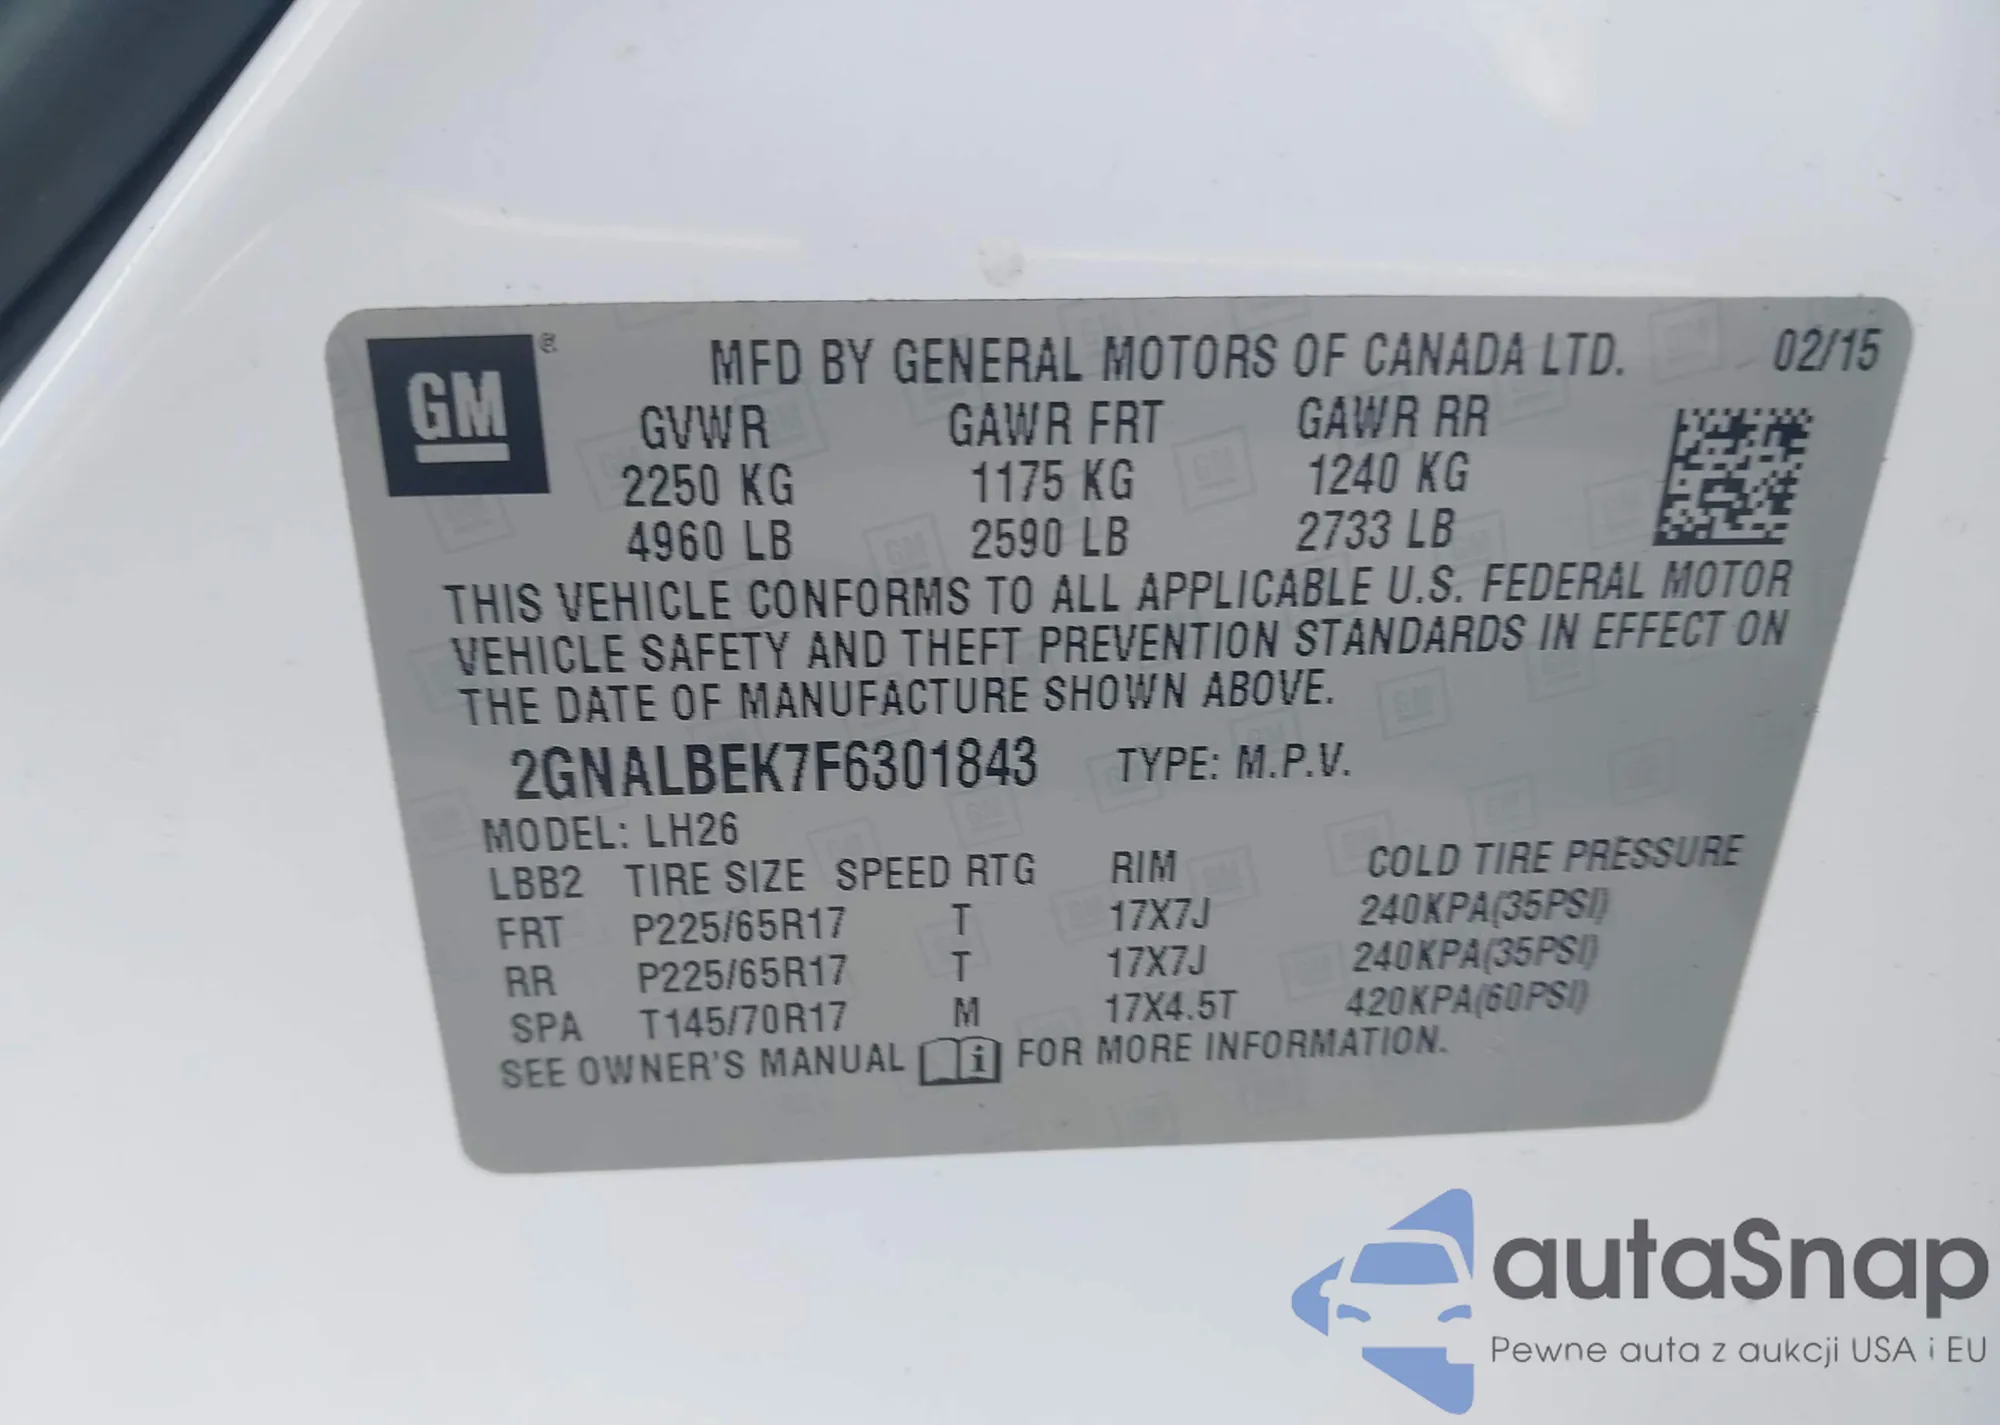 GM ®
MFD BY GENERAL MOTORS OF CANADA LTD. 02/15
GVWR GAWR FRT GAWR RR
2250 KG 1175 KG 1240 KG
4960 LB 2590 LB 2733 LB
THIS VEHICLE CONFORMS TO ALL APPLICABLE U.S. FEDERAL MOTOR
VEHICLE SAFETY AND THEFT PREVENTION STANDARDS IN EFFECT ON
THE DATE OF MANUFACTURE SHOWN ABOVE.
2GNALBEK7F6301843 TYPE: M.P.V.
MODEL: LH26
LBB2 TIRE SIZE SPEED RTG RIM COLD TIRE PRESSURE
FRT P225/65R17 T 17X7J 240KPA(35PSI)
RR P225/65R17 T 17X7J 240KPA(35PSI)
SPA T145/70R17 M 17X4.5T 420KPA(60PSI)
SEE OWNER'S MANUAL i FOR MORE INFORMATION.
autaSnap
Pewne auta z aukcji USA i EU